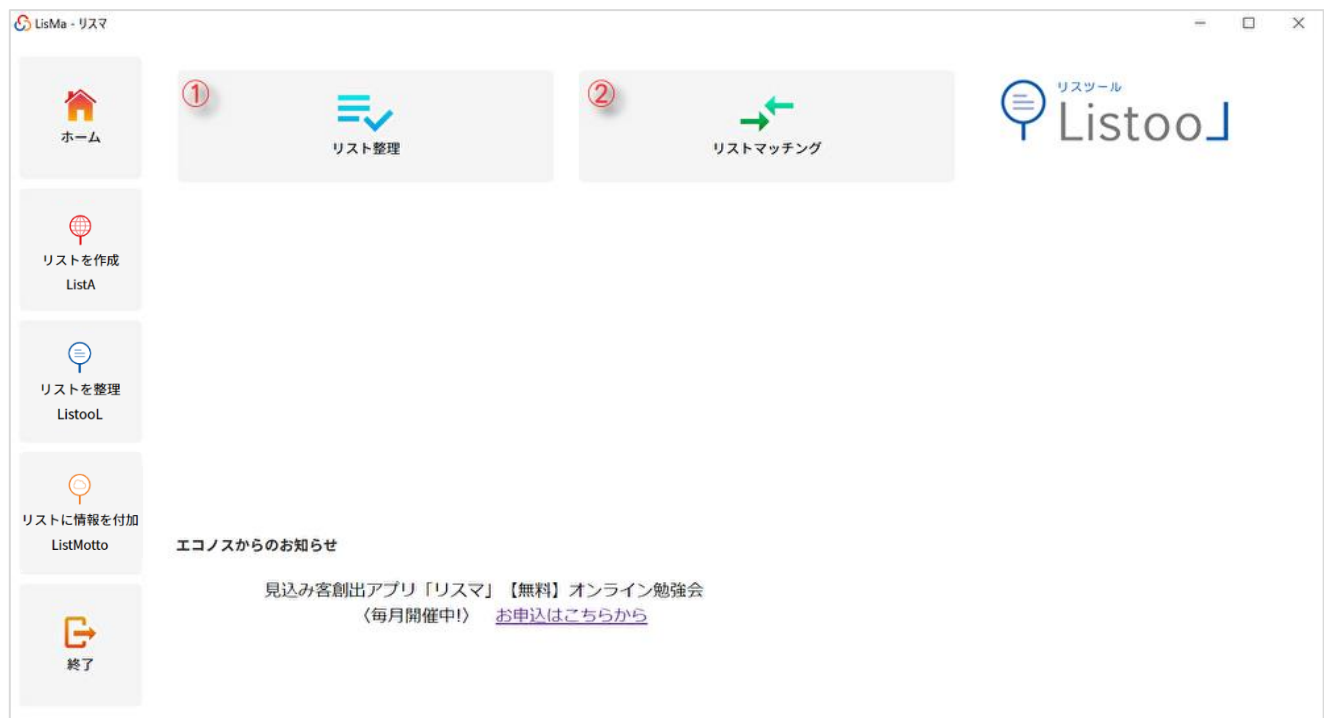 LisMa - リスマ
ホーム
リストを作成
ListA
リストを整理
ListooL
リストに情報を付加
ListMotto
終了
①
リスト整理
②
リストマッチング
リスツール
ListooL
エコノスからのお知らせ
見込み客創出アプリ「リスマ」【無料】オンライン勉強会
〈毎月開催中!〉 お申込はこちらから